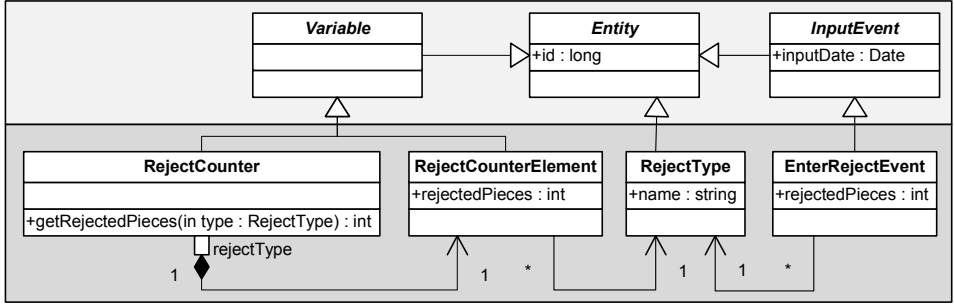 Variable
Entity
+id : long
InputEvent
+inputDate : Date
RejectCounter
+getRejectedPieces(in type : RejectType) : int
RejectCounterElement
+rejectedPieces : int
RejectType
+name : string
EnterRejectEvent
+rejectedPieces : int
rejectType
1
1
*
1
1
*